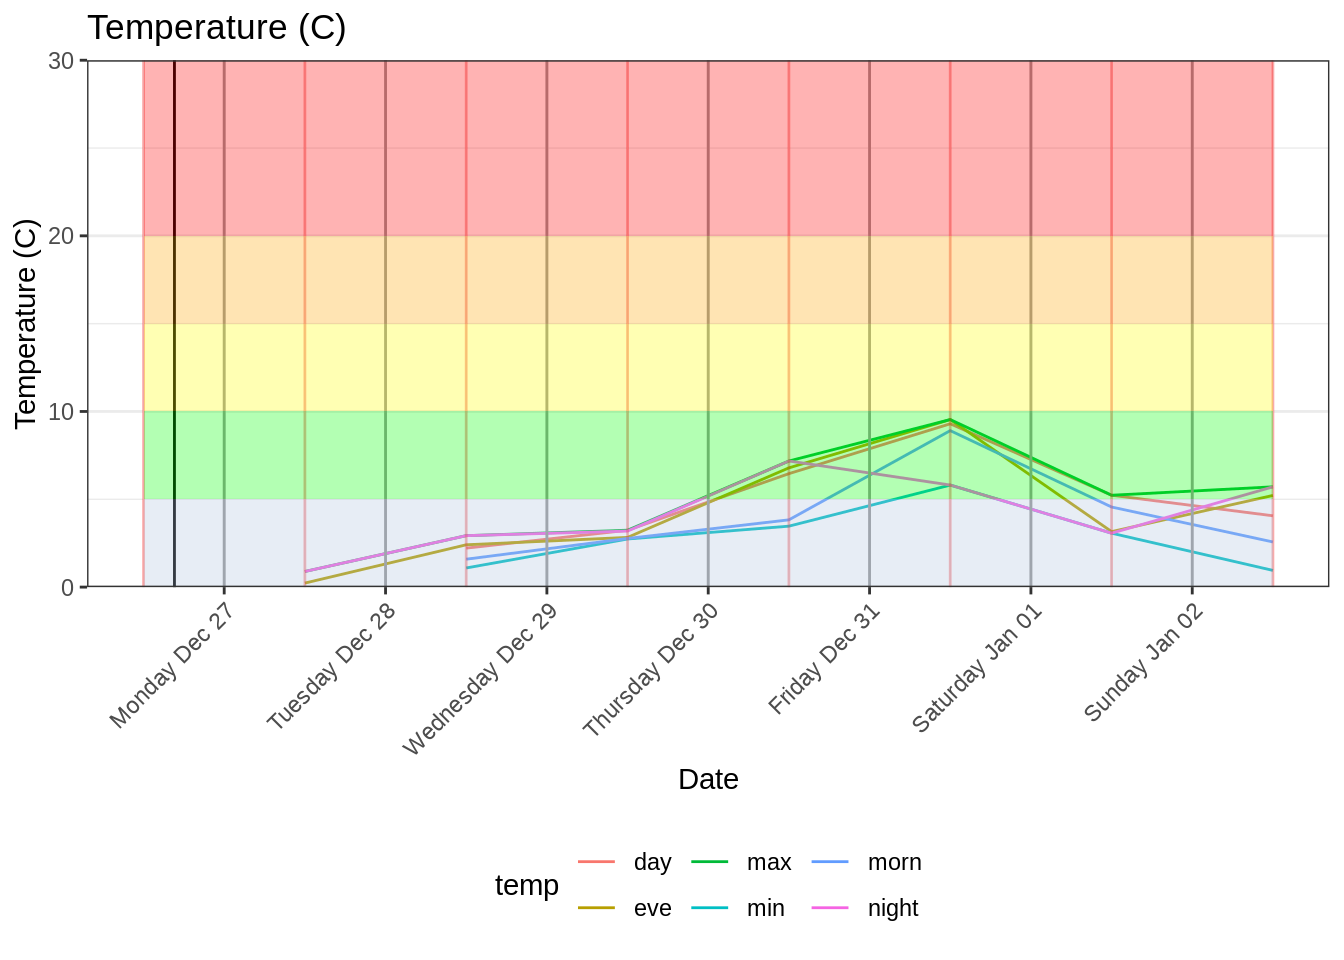 Temperature (C)
30
20
10
0
Temperature (C)
Monday Dec 27
Tuesday Dec 28
Wednesday Dec 29
Thursday Dec 30
Friday Dec 31
Saturday Jan 01
Sunday Jan 02
Date
temp
day max morn
eve min night